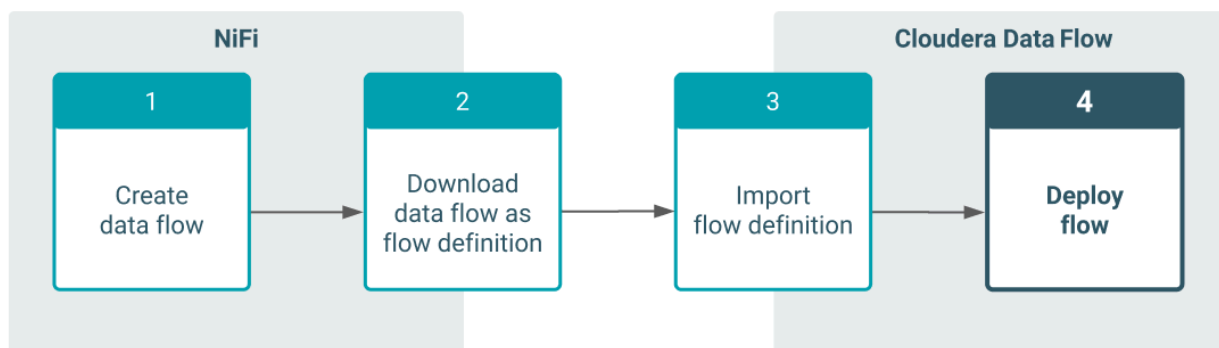 NiFi
Cloudera Data Flow
1
2
3
4
Create
data flow
Download
data flow as
flow definition
Import
flow definition
Deploy
flow